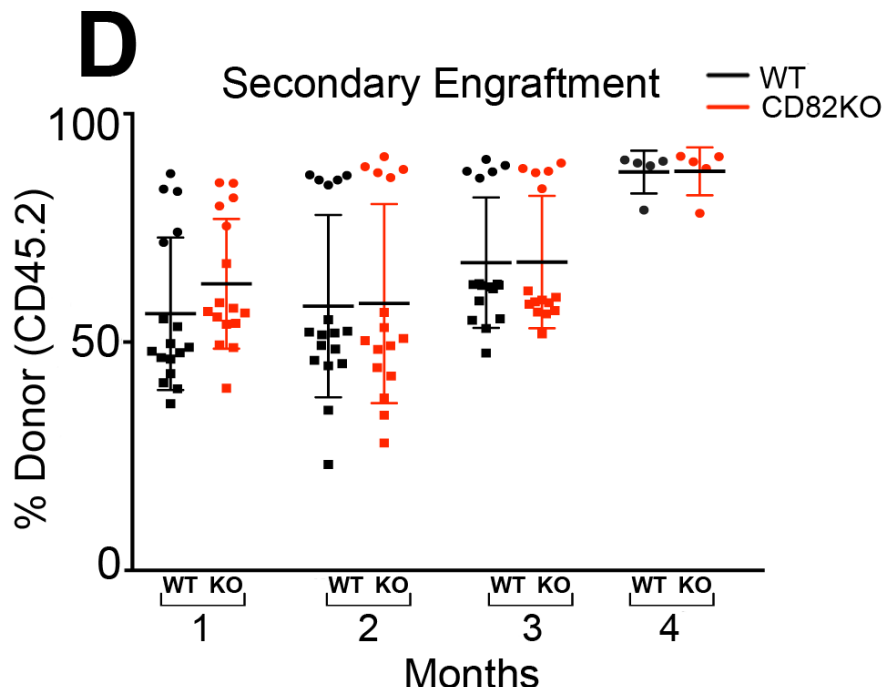 D
Secondary Engraftment
WT
CD82KO
% Donor (CD45.2)
100
50
0
WT KO WT KO WT KO WT KO
1 2 3 4
Months